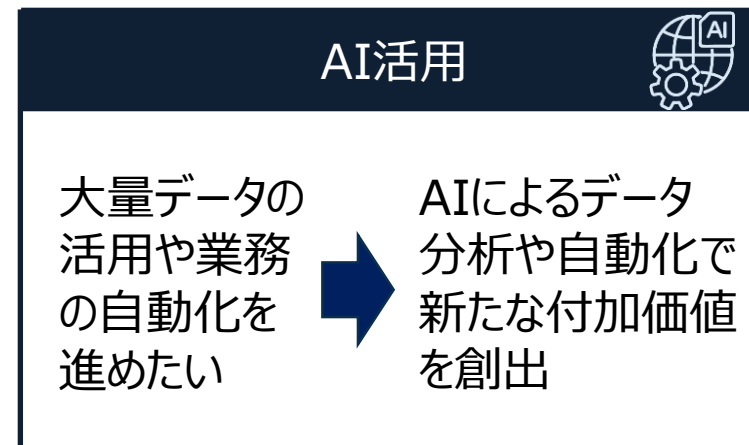 AI活用
AI
大量データの
活用や業務
の自動化を
進めたい
AIによるデータ
分析や自動化で
新たな付加価値
を創出